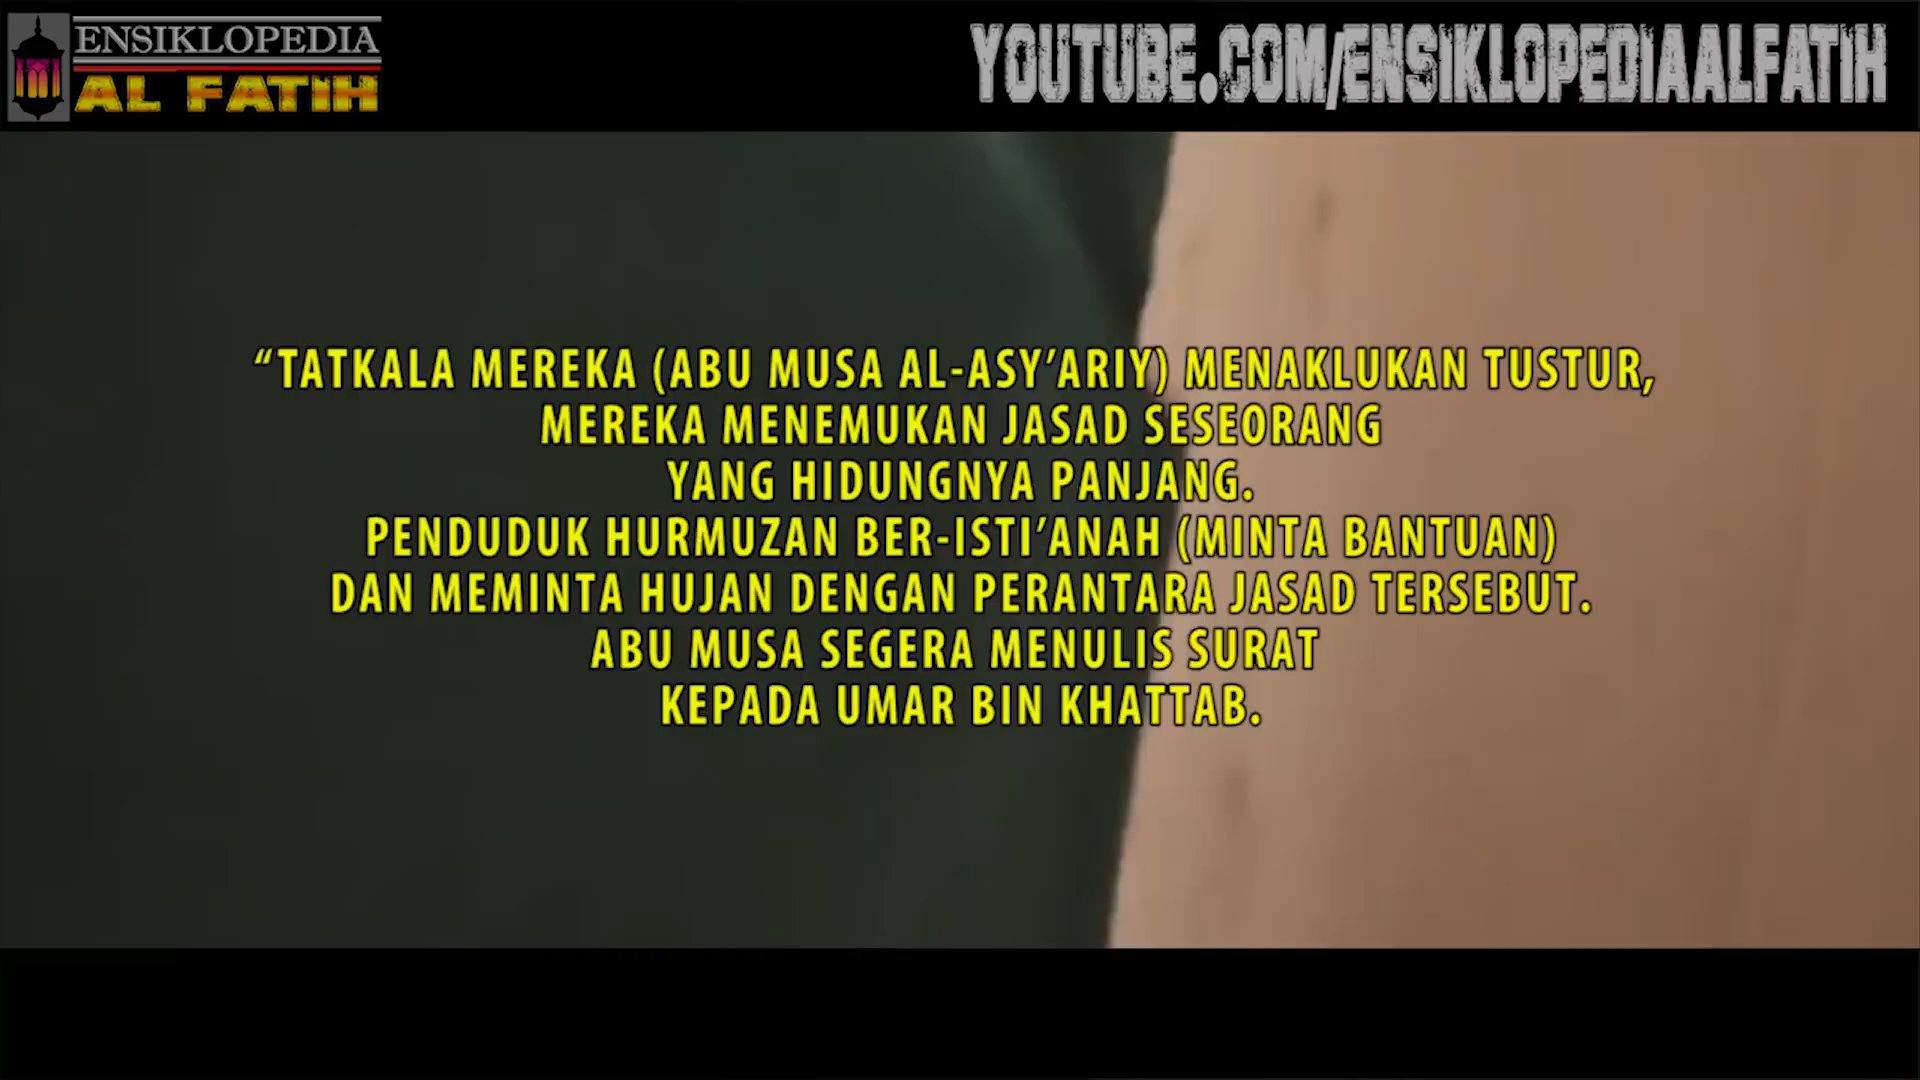 ENSIKLOPEDIA
AL FATIH
YOUTUBE.COM/ENSIKLOPEDIAALFATIH
“TATKALA MEREKA (ABU MUSA AL-ASY’ARIY) MENAKLUKAN TUSTUR,
MEREKA MENEMUKAN JASAD SESEORANG
YANG HIDUNGNYA PANJANG.
PENDUDUK HURMUZAN BER-ISTI’ANAH (MINTA BANTUAN)
DAN MEMINTA HUJAN DENGAN PERANTARA JASAD TERSEBUT.
ABU MUSA SEGERA MENULIS SURAT
KEPADA UMAR BIN KHATTAB.